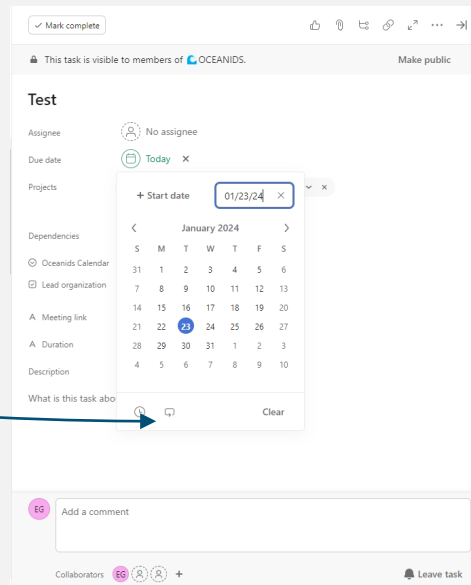 Mark complete
This task is visible to members of OCEANIDS.
Make public
Test
Assignee
No assignee
Due date
Today
Projects
+ Start date
01/23/24
January 2024
S M T W T F S
31 1 2 3 4 5 6
7 8 9 10 11 12 13
14 15 16 17 18 19 20
21 22 23 24 25 26 27
28 29 30 31 1 2 3
4 5 6 7 8 9 10
Clear
Dependencies
Oceanids Calendar
Lead organization
A Meeting link
A Duration
Description
What is this task abo
EG
Add a comment
Collaborators
EG
+
Leave task